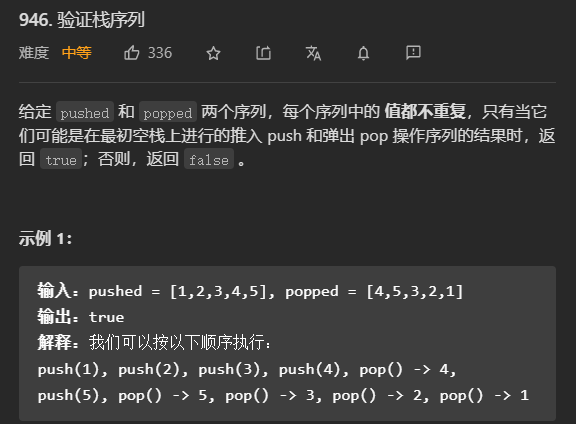 946. 验证栈序列
难度 中等 336
给定 pushed 和 popped 两个序列，每个序列中的 值都不重复，只有当它
们可能是在最初空栈上进行的推入 push 和弹出 pop 操作序列的结果时，返
回 true；否则，返回 false 。
示例 1：
输入：pushed = [1,2,3,4,5], popped = [4,5,3,2,1]
输出：true
解释：我们可以按以下顺序执行：
push(1), push(2), push(3), push(4), pop() -> 4,
push(5), pop() -> 5, pop() -> 3, pop() -> 2, pop() -> 1